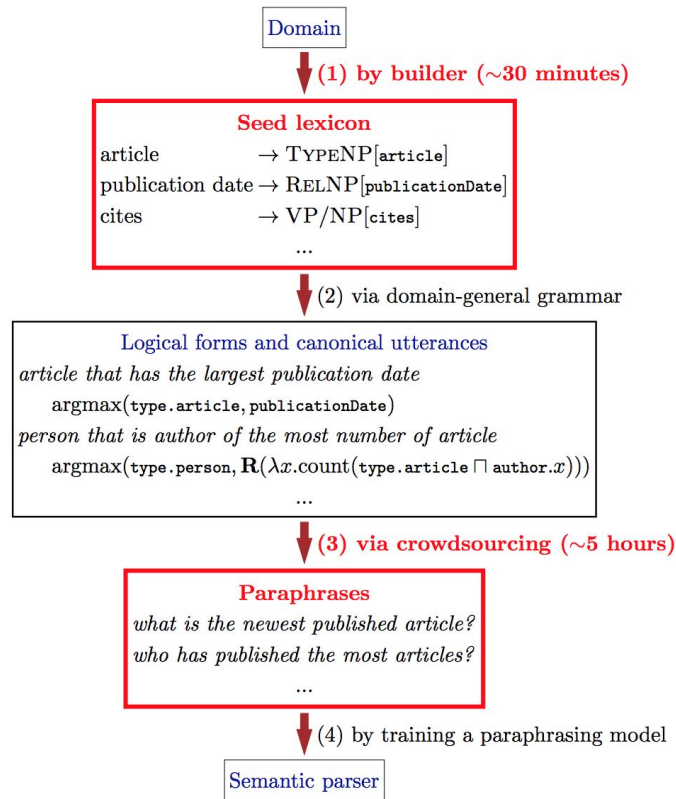 Domain
(1) by builder (∼30 minutes)
Seed lexicon
article → TYPENP[article]
publication date → RELNP[publicationDate]
cites → VP/NP[cites]
...
(2) via domain-general grammar
Logical forms and canonical utterances
article that has the largest publication date
argmax(type.article, publicationDate)
person that is author of the most number of article
argmax(type.person, R(λx.count(type.article ⊓ author.x)))
...
(3) via crowdsourcing (∼5 hours)
Paraphrases
what is the newest published article?
who has published the most articles?
...
(4) by training a paraphrasing model
Semantic parser